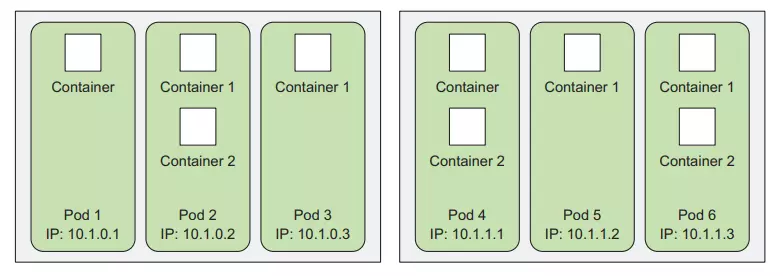 Container
Pod 1
IP: 10.1.0.1
Container 1
Container 2
Pod 2
IP: 10.1.0.2
Container 1
Pod 3
IP: 10.1.0.3
Container
Container 2
Pod 4
IP: 10.1.1.1
Container 1
Pod 5
IP: 10.1.1.2
Container 1
Container 2
Pod 6
IP: 10.1.1.3